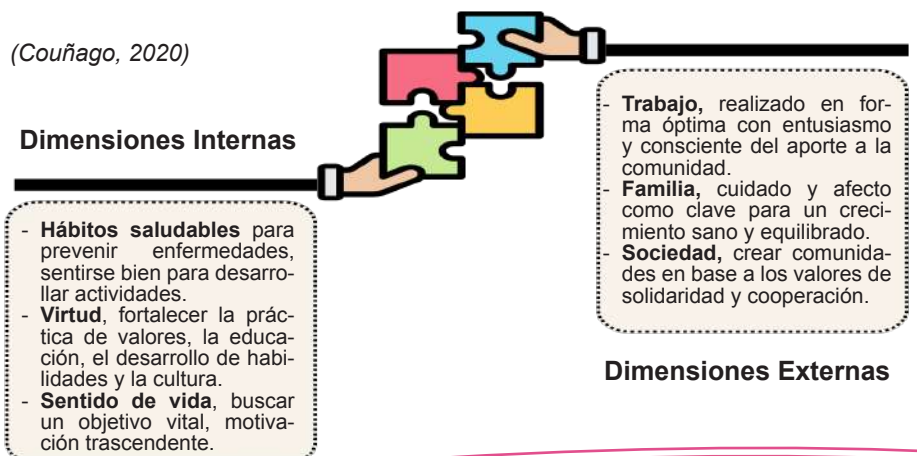 (Couñago, 2020)
Dimensiones Internas
- Hábitos saludables para
prevenir enfermedades,
sentirse bien para desarro-
llar actividades.
- Virtud, fortalecer la prác-
tica de valores, la educa-
ción, el desarrollo de habi-
lidades y la cultura.
- Sentido de vida, buscar
un objetivo vital, motiva-
ción trascendente.
- Trabajo, realizado en for-
ma óptima con entusiasmo
y consciente del aporte a la
comunidad.
- Familia, cuidado y afecto
como clave para un creci-
miento sano y equilibrado.
- Sociedad, crear comunida-
des en base a los valores de
solidaridad y cooperación.
Dimensiones Externas